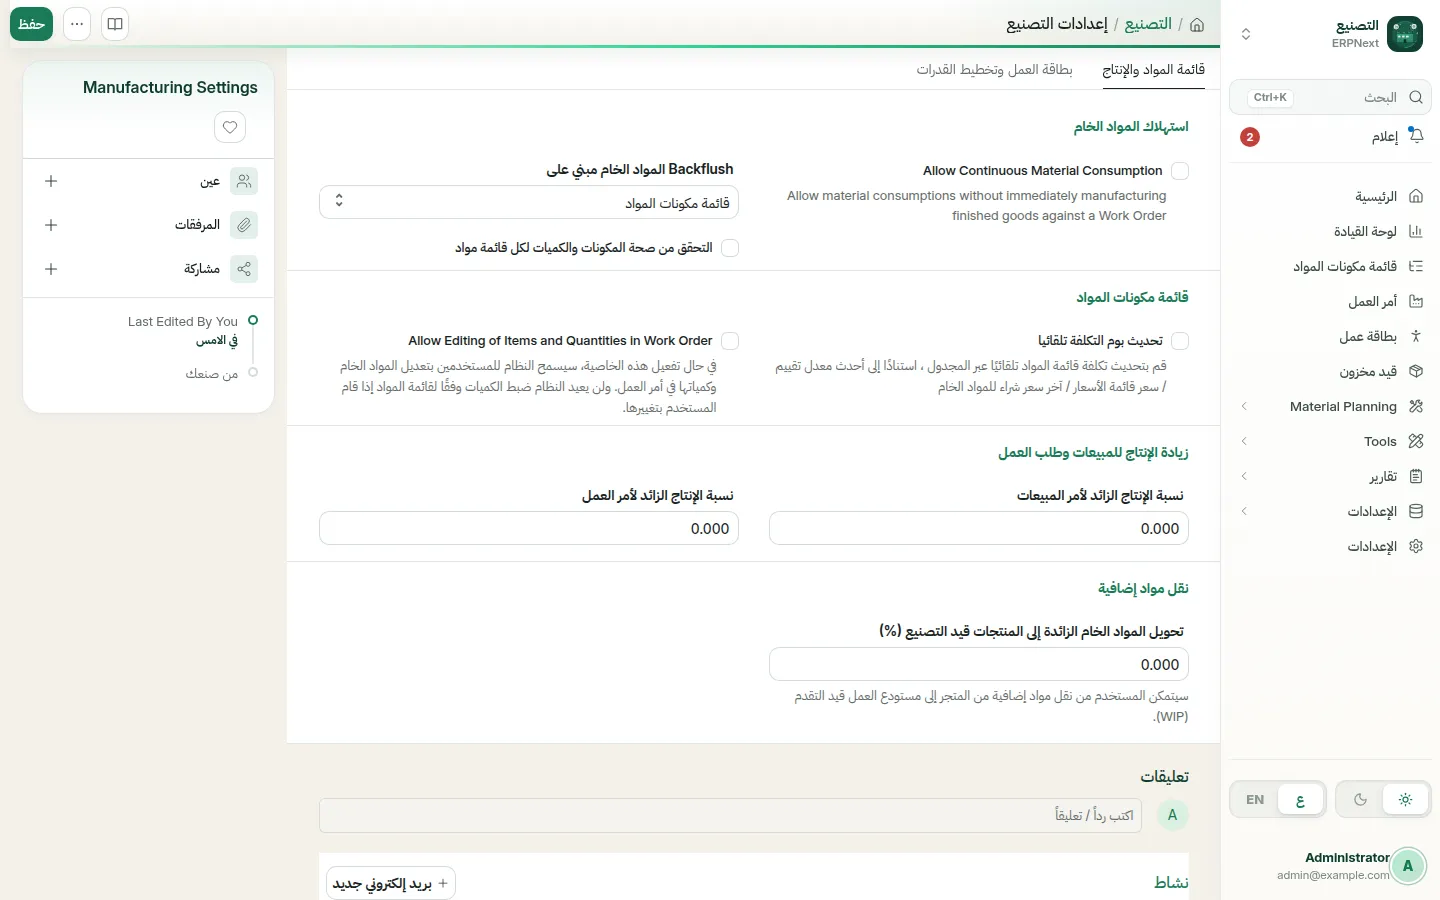 التصنيع
ERPNext
البحث
Ctrl+K
إعلام
2
الرئيسية
لوحة القيادة
قائمة مكونات المواد
أمر العمل
بطاقة عمل
قيد مخزون
Material Planning
Tools
تقارير
الإعدادات
الإعدادات
ع
EN
Administrator
admin@example.com
A
التصنيع / إعدادات التصنيع
حفظ
قائمة المواد والإنتاج
بطاقة العمل وتخطيط القدرات
استهلاك المواد الخام
Allow Continuous Material Consumption
Allow material consumptions without immediately manufacturing
finished goods against a Work Order
Backflush المواد الخام مبني على
قائمة مكونات المواد
التحقق من صحة المكونات والكميات لكل قائمة مواد
قائمة مكونات المواد
تحديث بوم التكلفة تلقائيا
قم بتحديث تكلفة قائمة المواد تلقائيًا عبر المجدول ، استنادًا إلى أحدث معدل تقييم
/ سعر قائمة الأسعار / آخر سعر شراء للمواد الخام
Allow Editing of Items and Quantities in Work Order
في حال تفعيل هذه الخاصية، سيسمح النظام للمستخدمين بتعديل المواد الخام
وكمياتها في أمر العمل. ولن يعيد النظام ضبط الكميات وفقًا لقائمة المواد إذا قام
المستخدم بتغييرها.
زيادة الإنتاج للمبيعات وطلب العمل
نسبة الإنتاج الزائد لأمر المبيعات
0.000
نسبة الإنتاج الزائد لأمر العمل
0.000
نقل مواد إضافية
تحويل المواد الخام الزائدة إلى المنتجات قيد التصنيع (%)
0.000
سيتمكن المستخدم من نقل مواد إضافية من المتجر إلى مستودع العمل قيد التقدم
(WIP).
تعليقات
A
اكتب رداً / تعليقاً
نشاط
بريد إلكتروني جديد
Manufacturing Settings
عين
المرفقات
مشاركة
Last Edited By You
في الامس
من صنعك